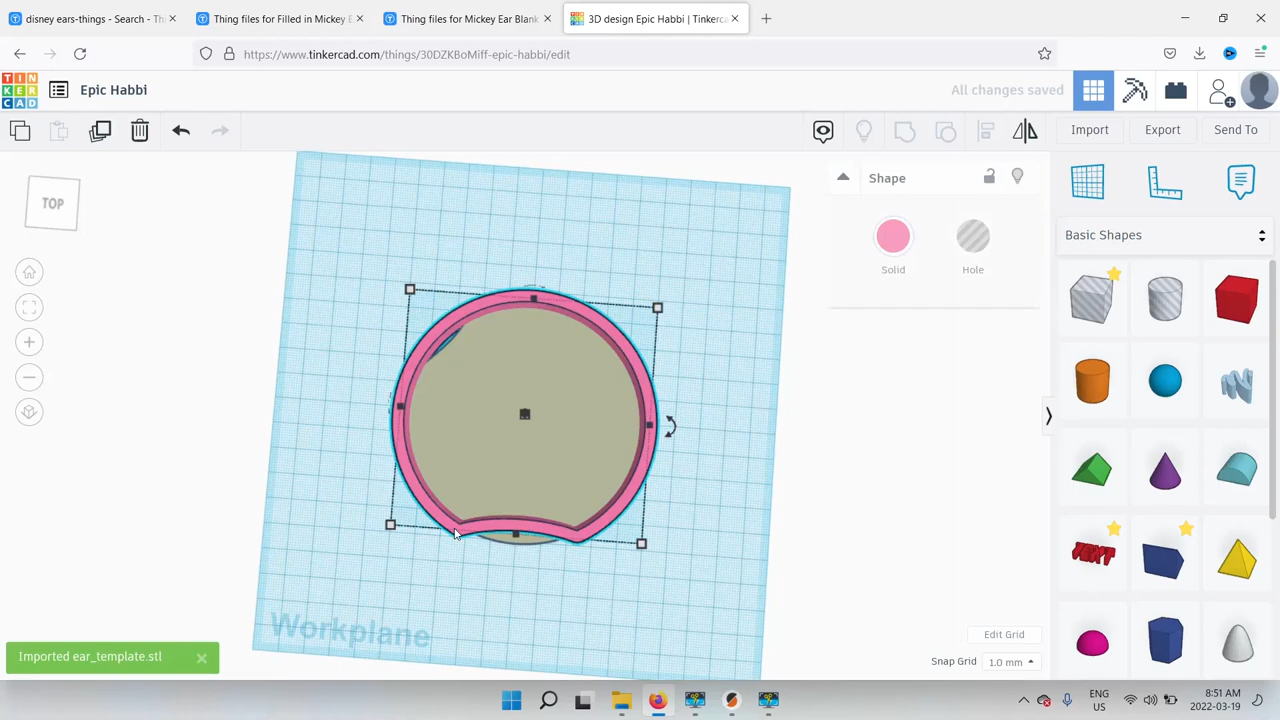 disney ears-things - Search - Thi
Thing files for Filled in Mickey E
Thing files for Mickey Ear Blank
3D design Epic Habbi | Tinkerca
https://www.tinkercad.com/things/30DZKBoMiff-epic-habbi/edit
TIN
KER
CAD
Epic Habbi
All changes saved
Import
Export
Send To
TOP
Shape
Solid
Hole
Basic Shapes
TEXT
Workplane
Edit Grid
Snap Grid
1.0 mm
Imported ear_template.stl
ENG
US
8:51 AM
2022-03-19